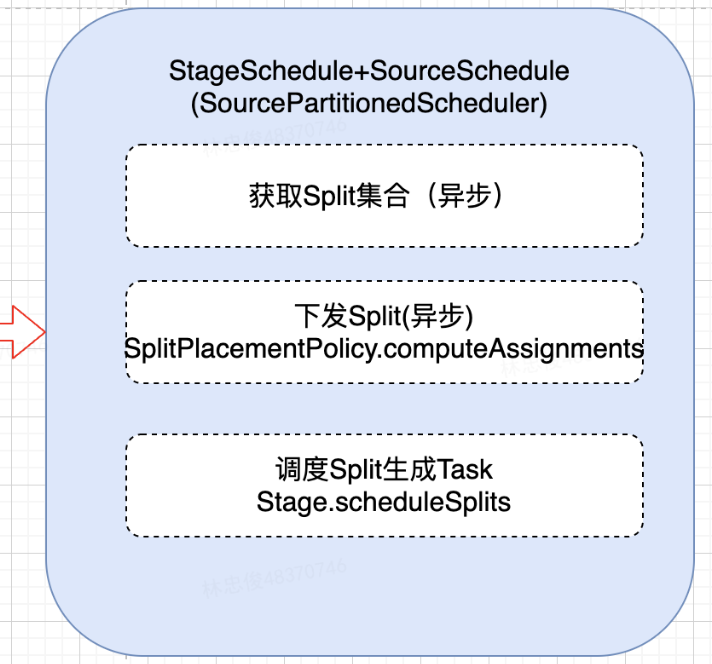 StageSchedule+SourceSchedule
(SourcePartitionedScheduler)
获取Split集合（异步）
下发Split(异步)
SplitPlacementPolicy.computeAssignments
调度Split生成Task
Stage.scheduleSplits
林忠俊48370746